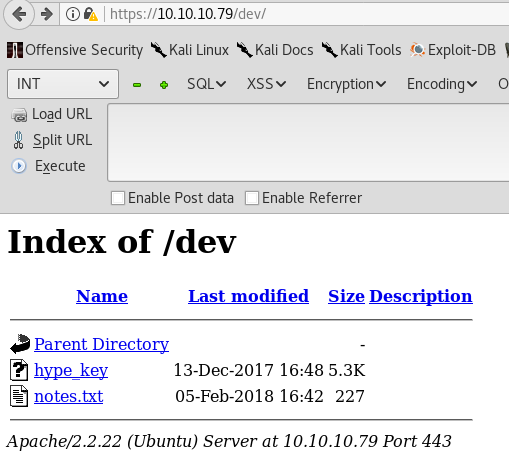 https://10.10.10.79/dev/
Offensive Security Kali Linux Kali Docs Kali Tools Exploit-DB
INT SQL XSS Encryption Encoding O
Load URL
Split URL
Execute
Enable Post data Enable Referrer
Index of /dev
Name Last modified Size Description
Parent Directory -
hype_key 13-Dec-2017 16:48 5.3K
notes.txt 05-Feb-2018 16:42 227
Apache/2.2.22 (Ubuntu) Server at 10.10.10.79 Port 443